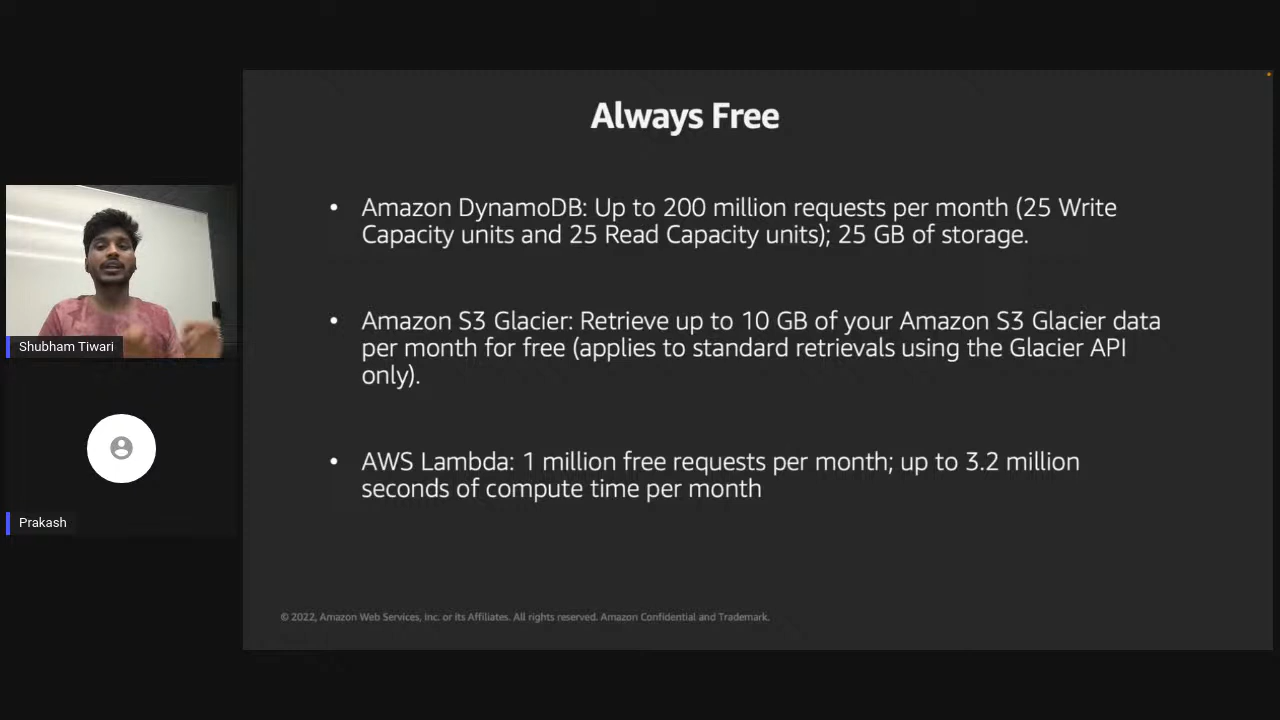 Always Free
• Amazon DynamoDB: Up to 200 million requests per month (25 Write
Capacity units and 25 Read Capacity units); 25 GB of storage.
• Amazon S3 Glacier: Retrieve up to 10 GB of your Amazon S3 Glacier data
per month for free (applies to standard retrievals using the Glacier API
only).
• AWS Lambda: 1 million free requests per month; up to 3.2 million
seconds of compute time per month
© 2022, Amazon Web Services, Inc. or its Affiliates. All rights reserved. Amazon Confidential and Trademark.
Shubham Tiwari
Prakash